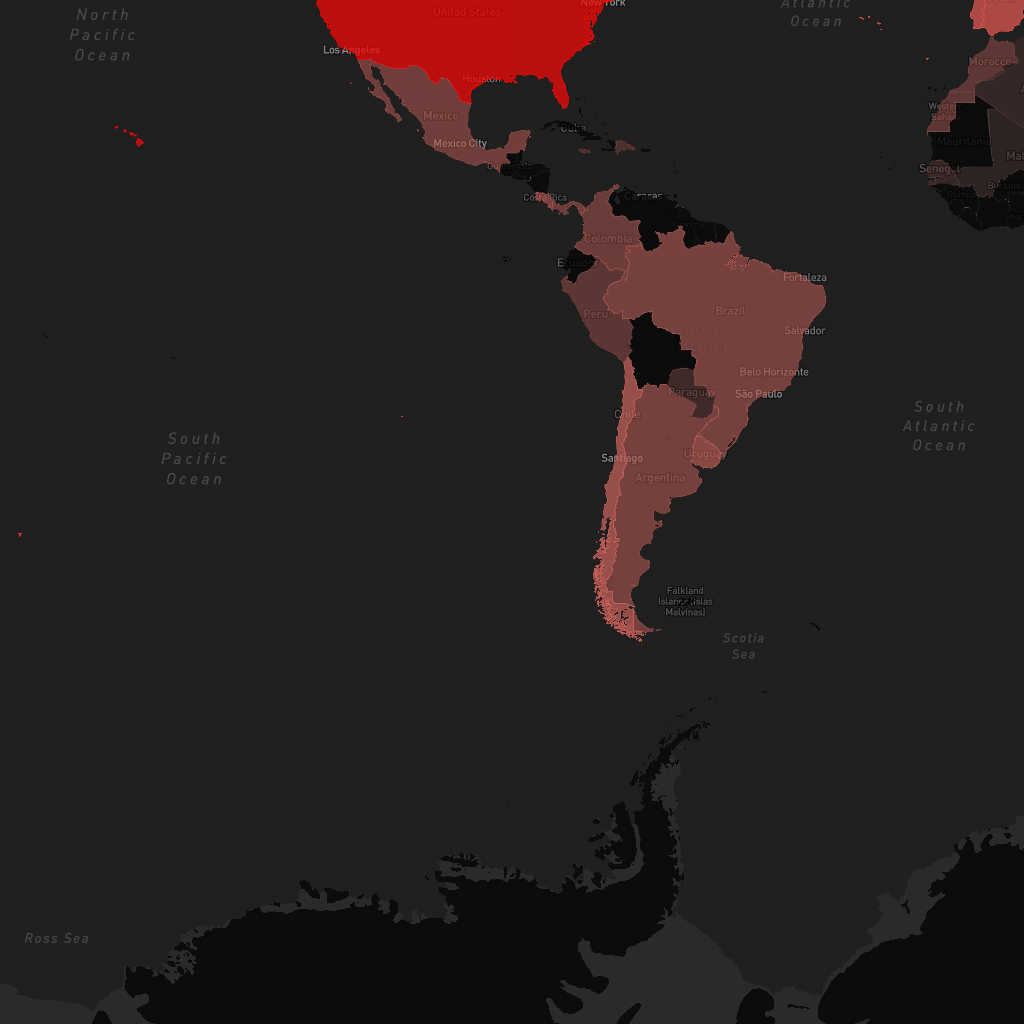 North
Pacific
Ocean
United States
New York
Atlantic
Ocean
Los Angeles
Houston
Morocco
Mexico
Cuba
Western
Sahara
Mauritania
Mexico City
Senegal
Costa Rica
Caracas
Colombia
Ecuador
Fortaleza
Peru
Brazil
SOUTH
AMERICA
Salvador
Belo Horizonte
Paraguay
São Paulo
Chile
South
Atlantic
Ocean
South
Pacific
Ocean
Santiago
Uruguay
Argentina
Falkland
Islands (Islas
Malvinas)
Scotia
Sea
Ross Sea